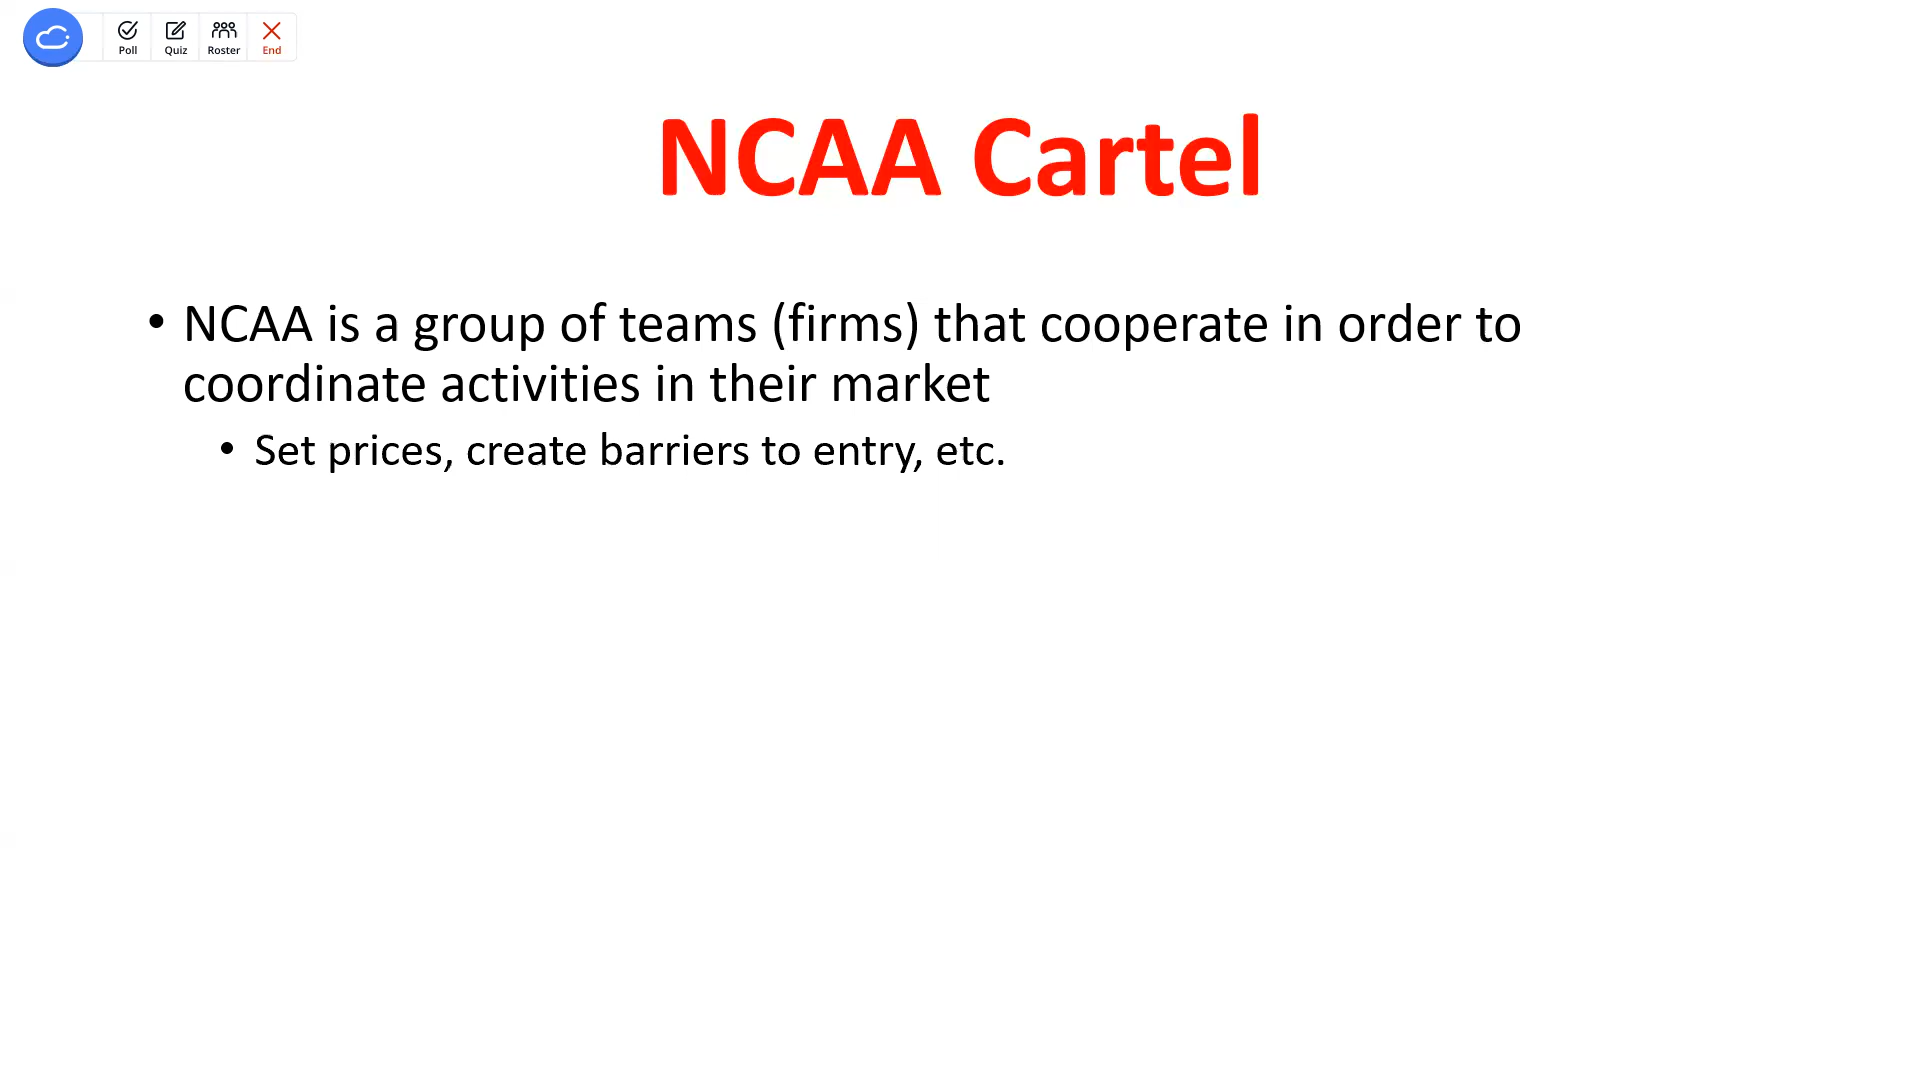 Poll Quiz Roster End
NCAA Cartel
• NCAA is a group of teams (firms) that cooperate in order to
coordinate activities in their market
• Set prices, create barriers to entry, etc.